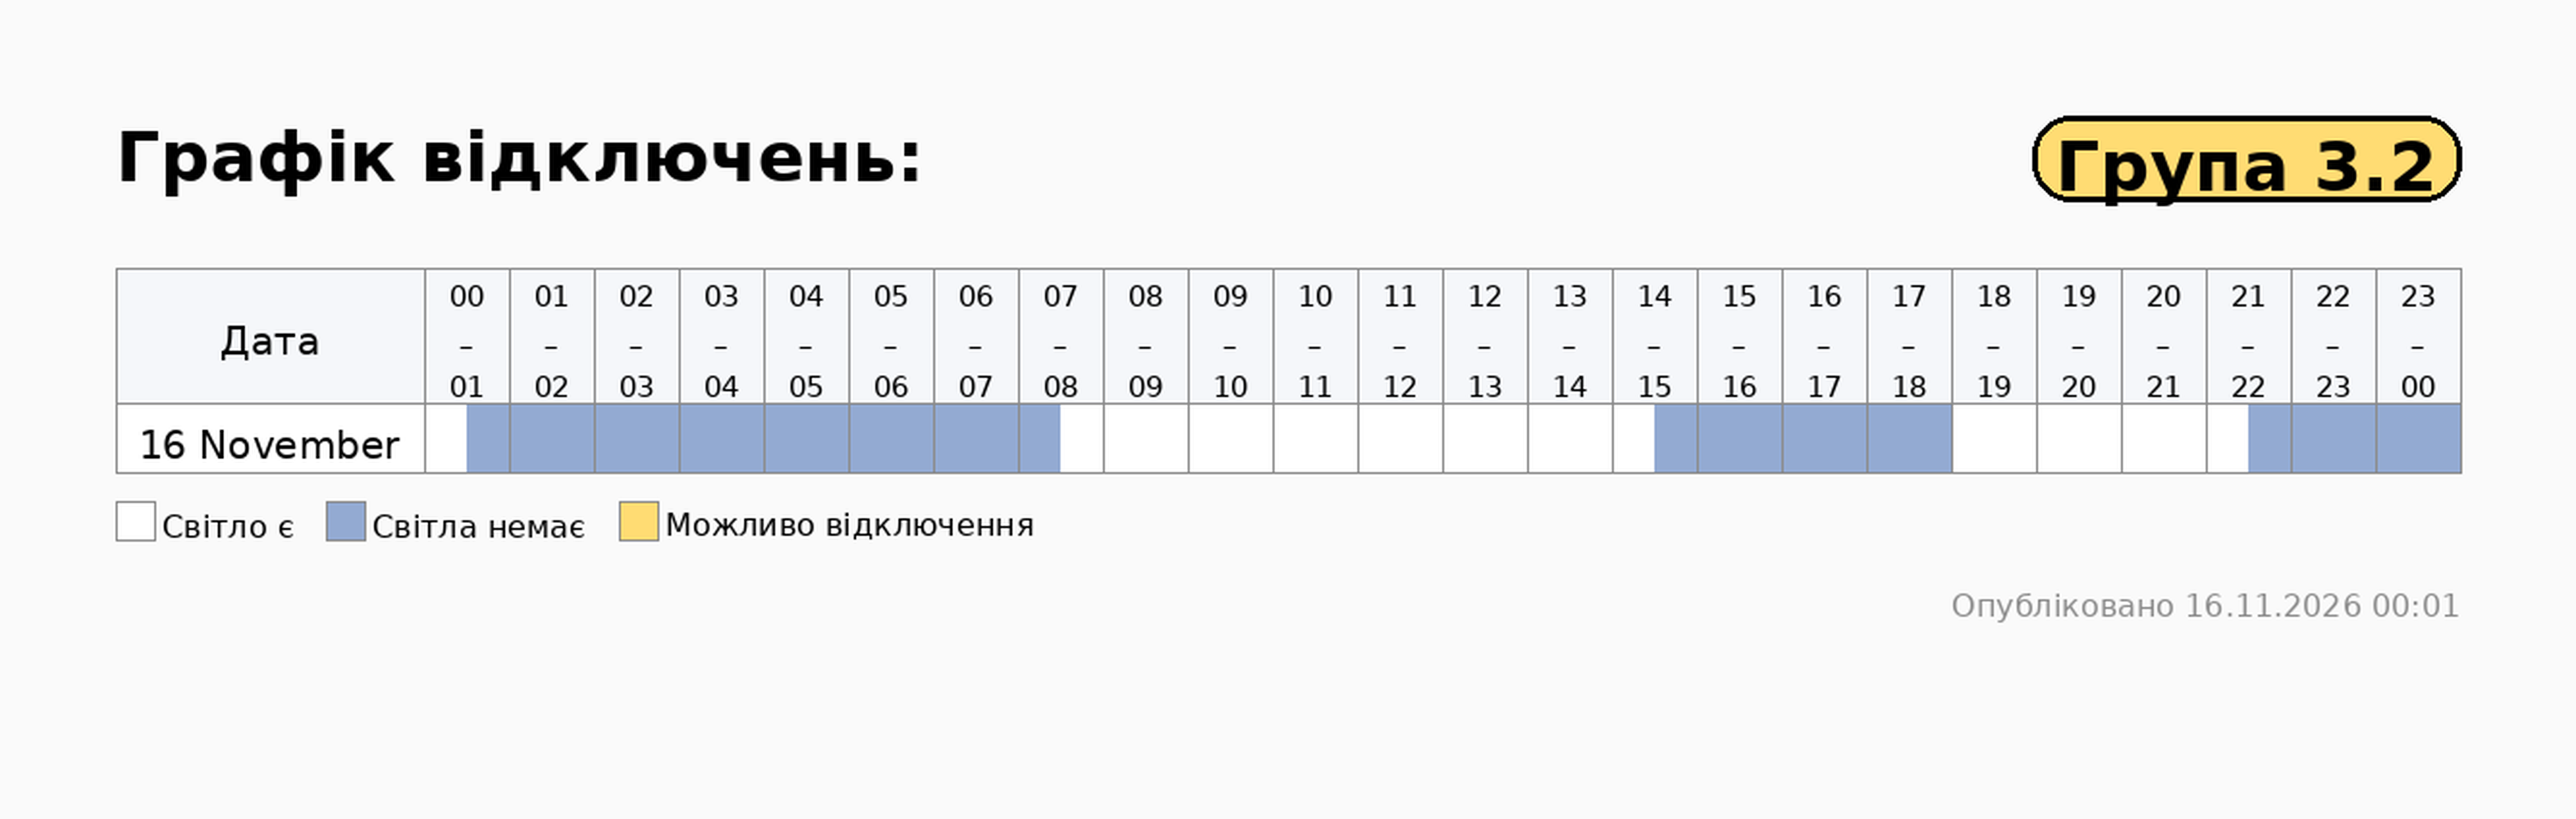 Графік відключень:
Група 3.2
Дата
00 – 01
01 – 02
02 – 03
03 – 04
04 – 05
05 – 06
06 – 07
07 – 08
08 – 09
09 – 10
10 – 11
11 – 12
12 – 13
13 – 14
14 – 15
15 – 16
16 – 17
17 – 18
18 – 19
19 – 20
20 – 21
21 – 22
22 – 23
23 – 00
16 November
Світло є
Світла немає
Можливо відключення
Опубліковано 16.11.2026 00:01